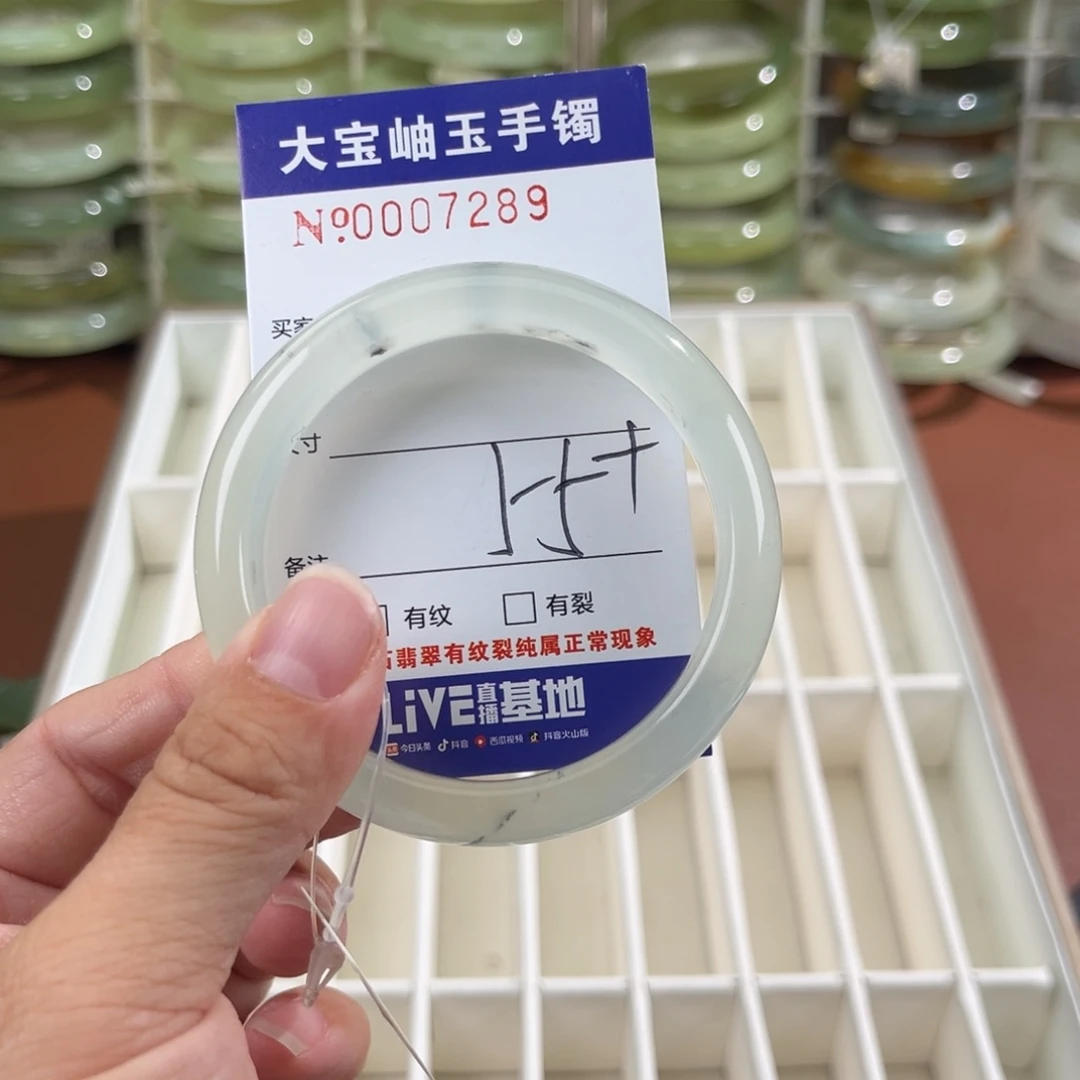 大宝岫玉手镯
No.0007289
买家
寸
备注
有纹 有裂
翡翠有纹裂纯属正常现象
LiVE直播基地
今日头条 抖音 西瓜视频 抖音火山版